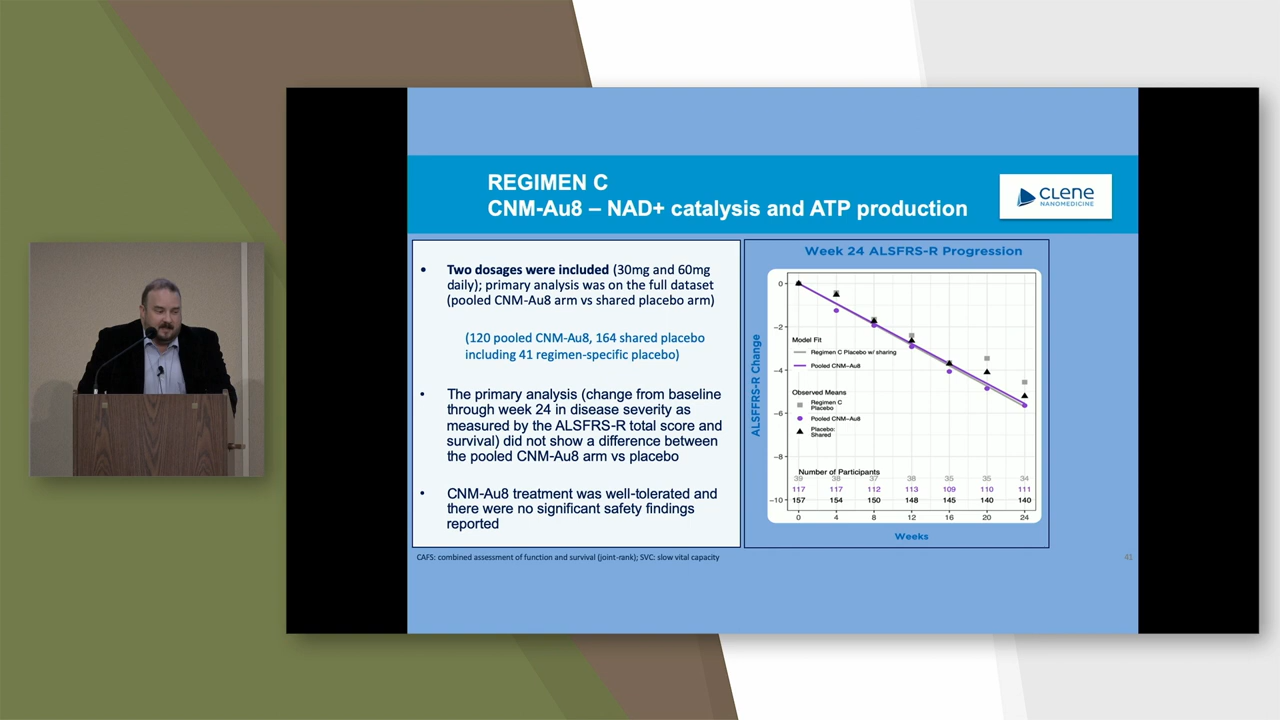 REGIMEN C
CNM-Au8 – NAD+ catalysis and ATP production
CLENE
NANOMEDICINE
• Two dosages were included (30mg and 60mg
daily); primary analysis was on the full dataset
(pooled CNM-Au8 arm vs shared placebo arm)
(120 pooled CNM-Au8, 164 shared placebo
including 41 regimen-specific placebo)
• The primary analysis (change from baseline
through week 24 in disease severity as
measured by the ALSFRS-R total score and
survival) did not show a difference between
the pooled CNM-Au8 arm vs placebo
• CNM-Au8 treatment was well-tolerated and
there were no significant safety findings
reported
Week 24 ALSFRS-R Progression
ALSFFRS-R Change
0
−2
−4
−6
−8
−10
Model Fit
Regimen C Placebo w/ sharing
Pooled CNM−Au8
Observed Means
Regimen C
Placebo
Pooled CNM−Au8
Placebo:
Shared
Number of Participants
39 38 37 38 35 35 34
117 117 112 113 109 110 111
157 154 150 148 145 140 140
0 4 8 12 16 20 24
Weeks
CAFS: combined assessment of function and survival (joint-rank); SVC: slow vital capacity
41